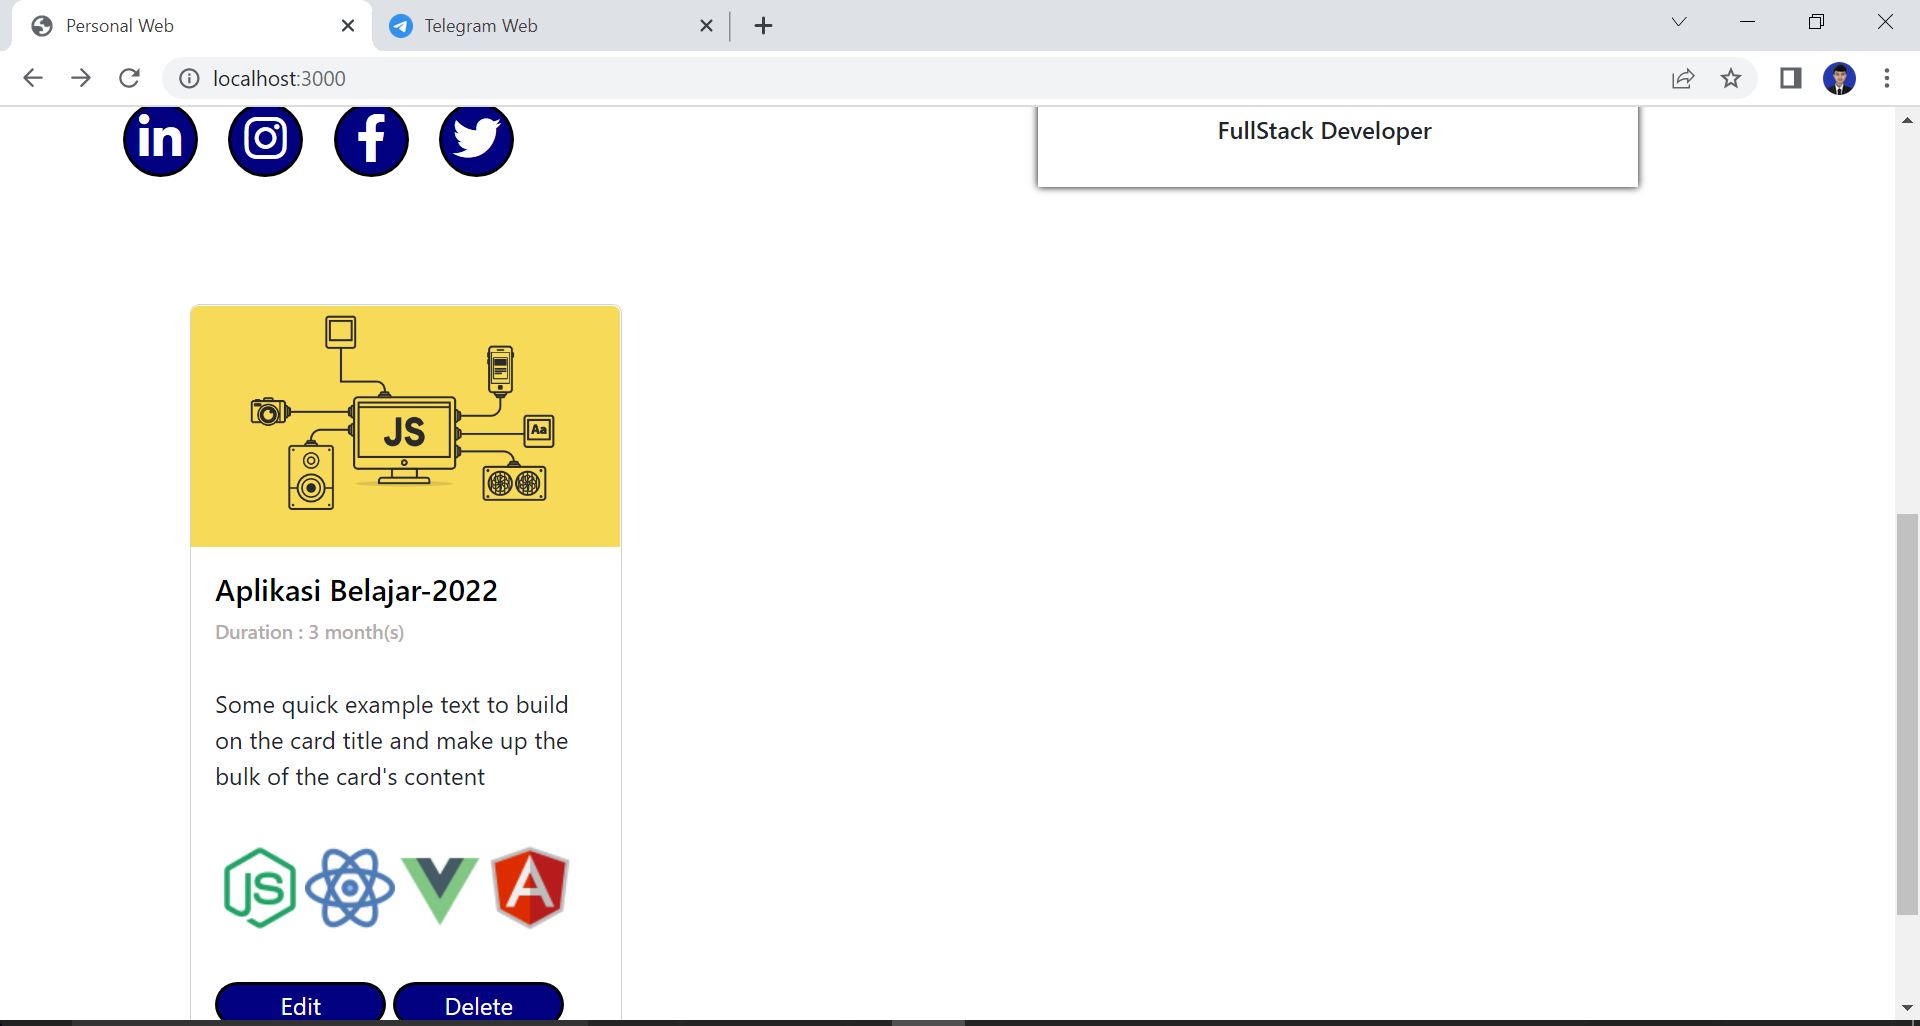 Personal Web
Telegram Web
localhost:3000
in
FullStack Developer
JS
Aa
Aplikasi Belajar-2022
Duration : 3 month(s)
Some quick example text to build
on the card title and make up the
bulk of the card's content
JS
Edit
Delete